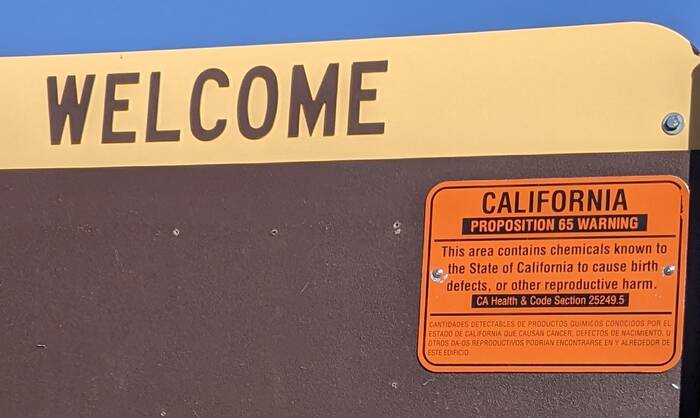 WELCOME
CALIFORNIA
PROPOSITION 65 WARNING
This area contains chemicals known to
the State of California to cause birth
defects, or other reproductive harm.
CA Health & Code Section 25249.5
CANTIDADES DETECTABLES DE PRODUCTOS QUIMICOS CONOCIDOS POR EL
ESTADO DE CALIFORNIA QUE CAUSAN CANCER, DEFECTOS DE NACIMIENTO, U
OTROS DA-OS REPRODUCTIVOS PODRIAN ENCONTRARSE EN Y ALREDEDOR DE
ESTE EDIFICIO.